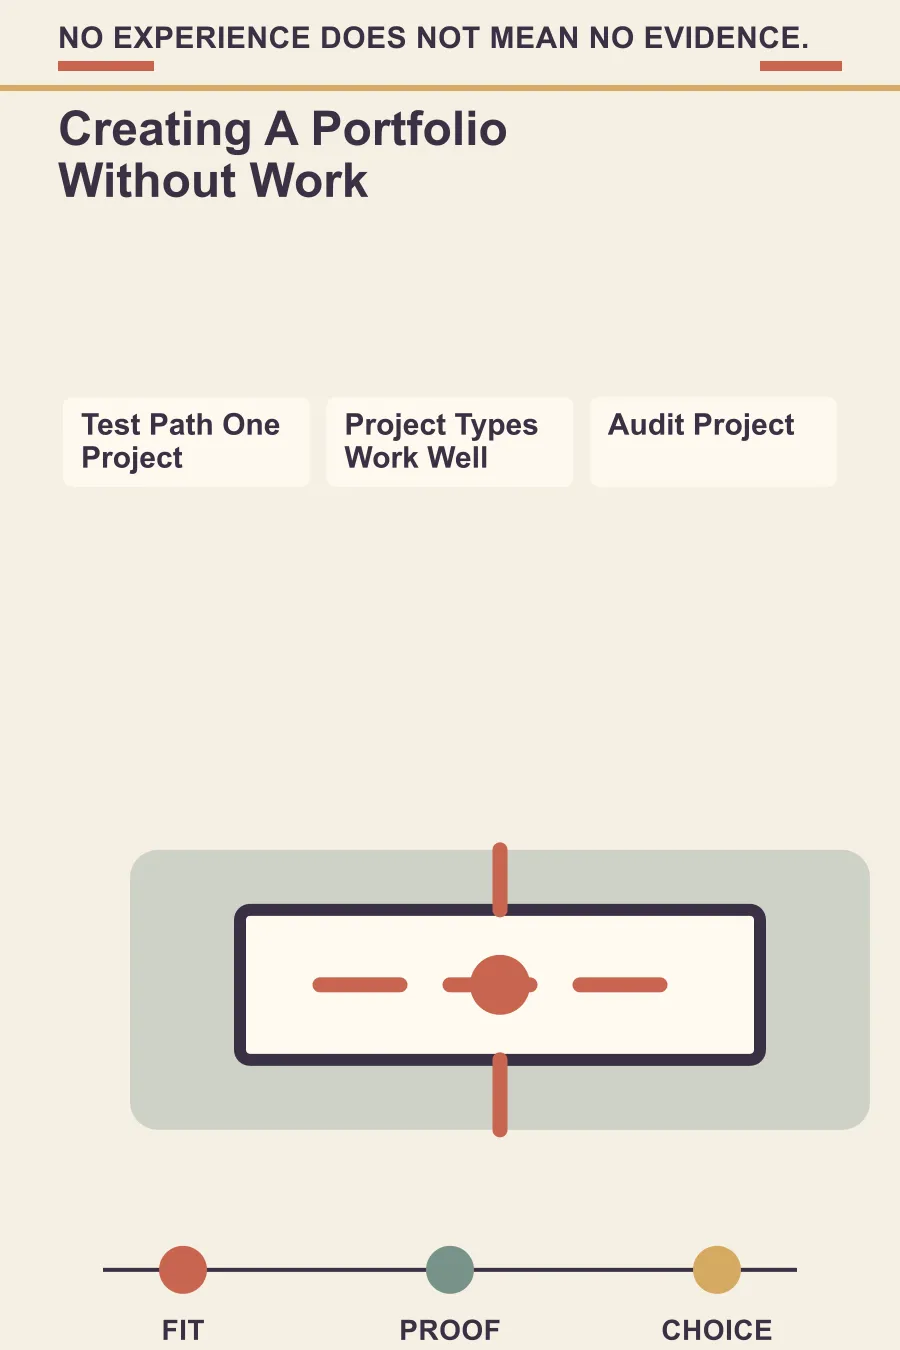 NO EXPERIENCE DOES NOT MEAN NO EVIDENCE.
Creating A Portfolio
Without Work
Test Path One
Project
Project Types
Work Well
Audit Project
FIT
PROOF
CHOICE